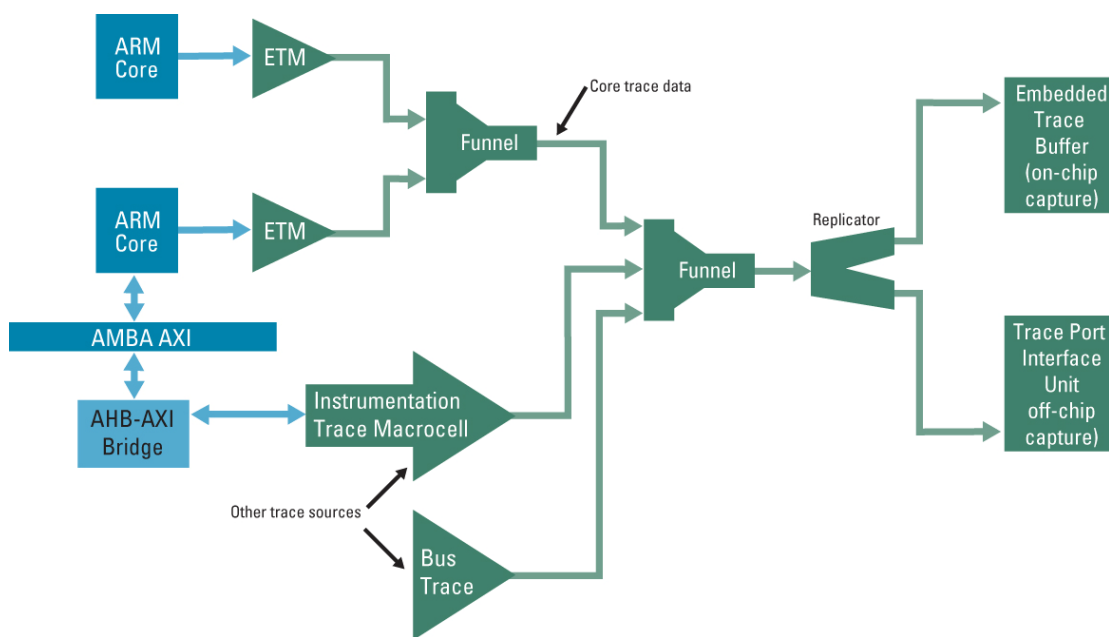 ARM
Core
ETM
Funnel
Core trace data
Embedded
Trace
Buffer
(on-chip
capture)
ARM
Core
ETM
Replicator
Funnel
AMBA AXI
Trace Port
Interface
Unit
off-chip
capture)
AHB-AXI
Bridge
Instrumentation
Trace Macrocell
Other trace sources
Bus
Trace